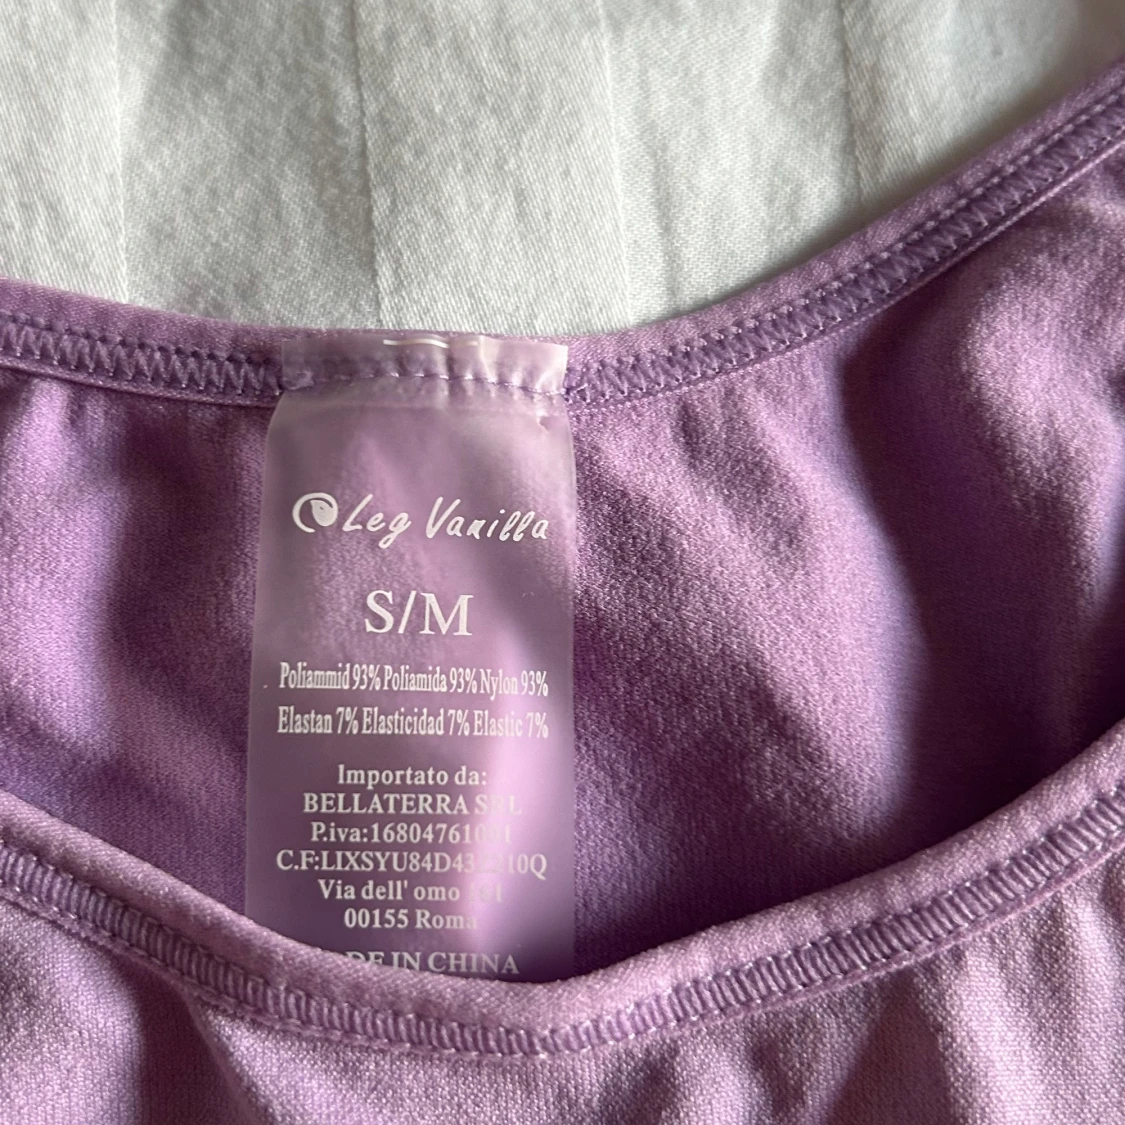 Leg Vanilla
S/M
Poliammid 93% Poliamida 93% Nylon 93%
Elastan 7% Elasticidad 7% Elastic 7%
Importato da:
BELLATERRA SRL
Via dell' omo
00155 Roma
IN CHINA